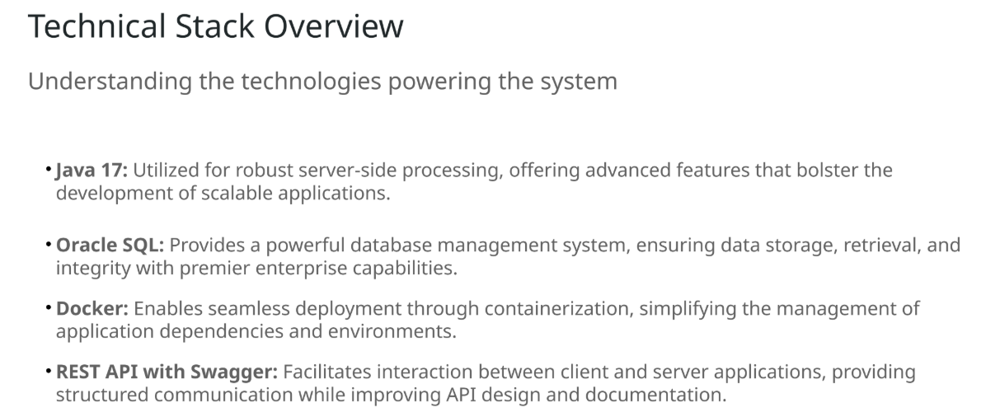 Technical Stack Overview
Understanding the technologies powering the system
• Java 17: Utilized for robust server-side processing, offering advanced features that bolster the
development of scalable applications.
• Oracle SQL: Provides a powerful database management system, ensuring data storage, retrieval, and
integrity with premier enterprise capabilities.
• Docker: Enables seamless deployment through containerization, simplifying the management of
application dependencies and environments.
• REST API with Swagger: Facilitates interaction between client and server applications, providing
structured communication while improving API design and documentation.